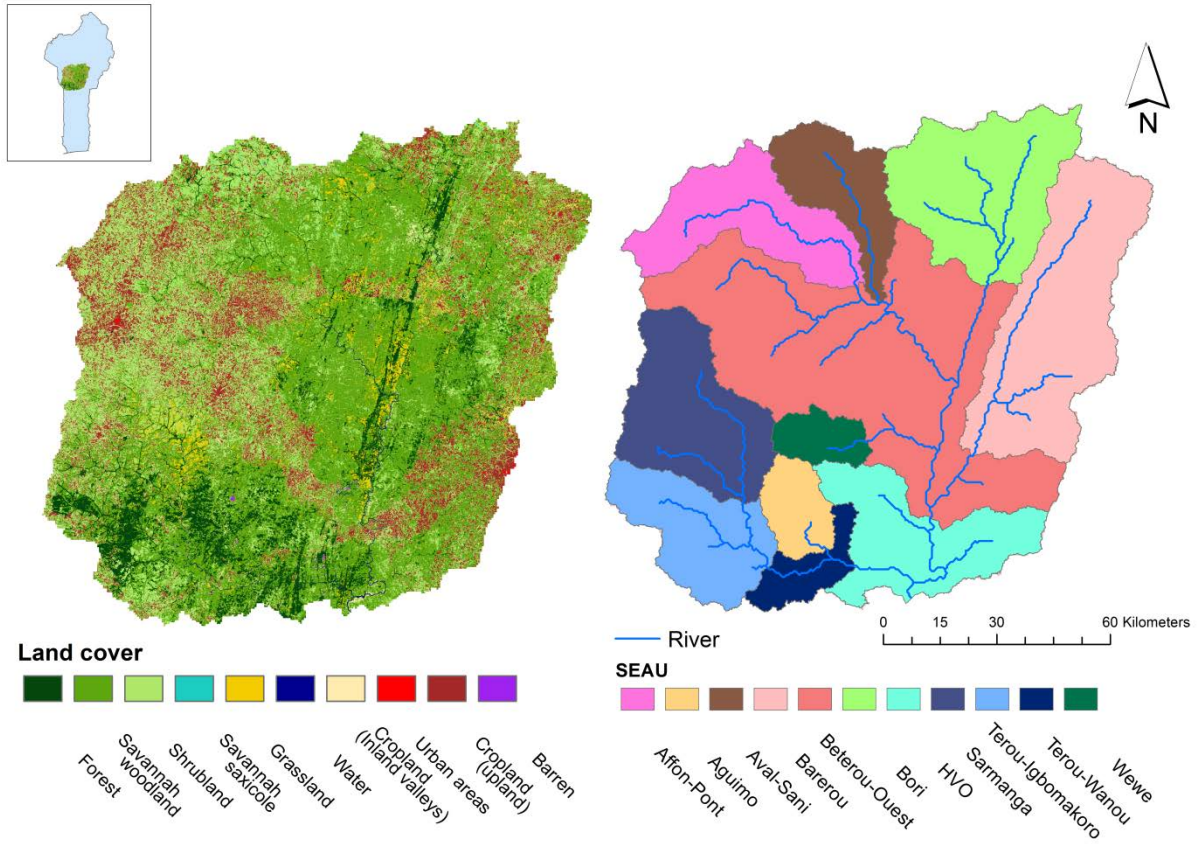 N
Land cover
Forest
Savannah
woodland
Shrubland
Savannah
saxicole
Grassland
Water
Cropland
(Inland valleys)
Urban areas
Cropland
(upland)
Barren
River
0 15 30 60 Kilometers
SEAU
Affon-Pont
Aguimo
Aval-Sani
Barerou
Beterou-Ouest
Bori
HVO
Sarmanga
Terou-Igbomakoro
Terou-Wanou
Wewe